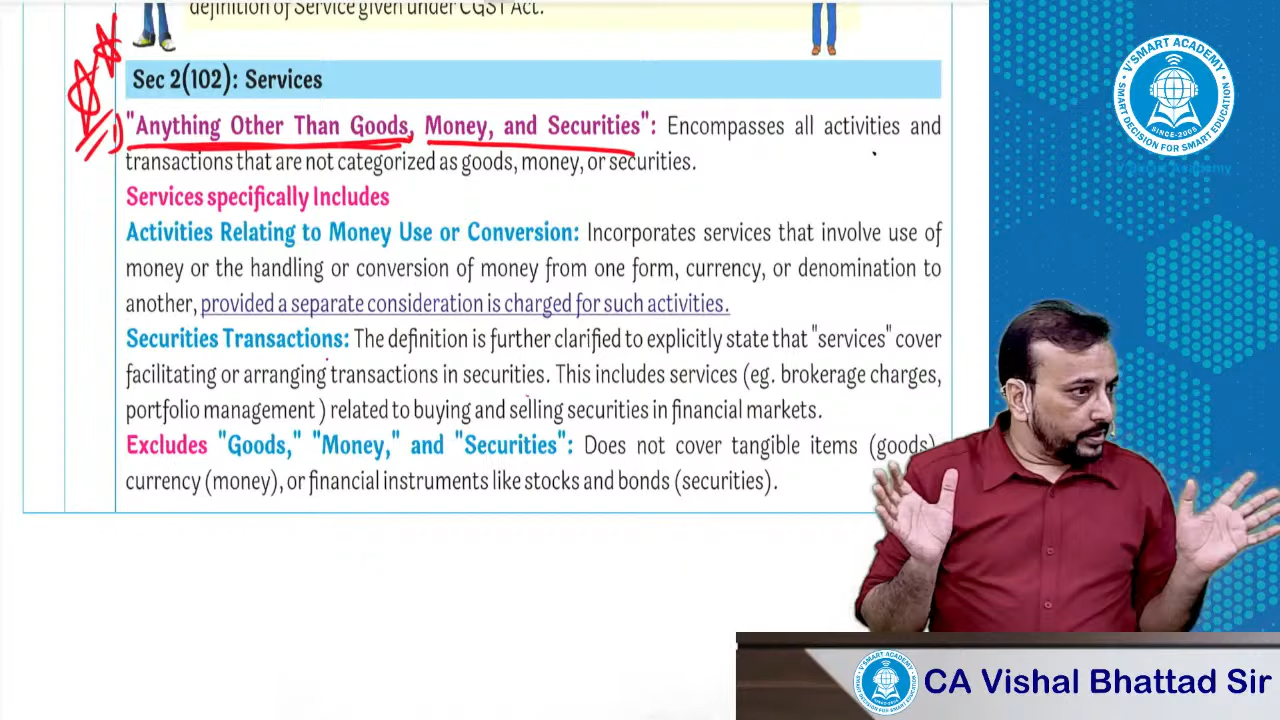 definition of Service given under CGST Act.
Sec 2(102): Services
1)
"Anything Other Than Goods, Money, and Securities": Encompasses all activities and
transactions that are not categorized as goods, money, or securities.
Services specifically Includes
Activities Relating to Money Use or Conversion: Incorporates services that involve use of
money or the handling or conversion of money from one form, currency, or denomination to
another, provided a separate consideration is charged for such activities.
Securities Transactions: The definition is further clarified to explicitly state that "services" cover
facilitating or arranging transactions in securities. This includes services (eg. brokerage charges,
portfolio management ) related to buying and selling securities in financial markets.
Excludes "Goods," "Money," and "Securities": Does not cover tangible items (goods),
currency (money), or financial instruments like stocks and bonds (securities).
V'SMART ACADEMY
SMART DECISION FOR SMART EDUCATION
SINCE-2005
V'Smart Academy
CA Vishal Bhattad Sir